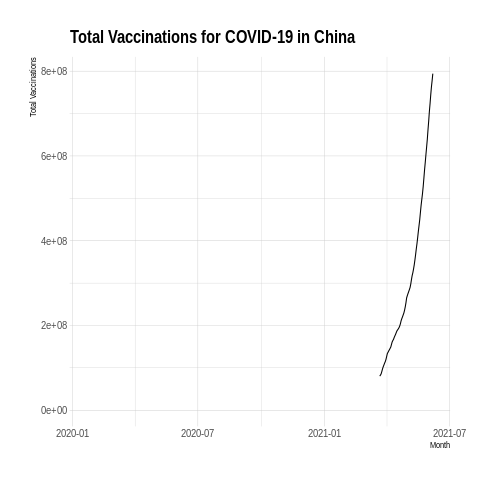 Total Vaccinations for COVID-19 in China
Total Vaccinations
8e+08
6e+08
4e+08
2e+08
0e+00
2020-01 2020-07 2021-01 2021-07
Month